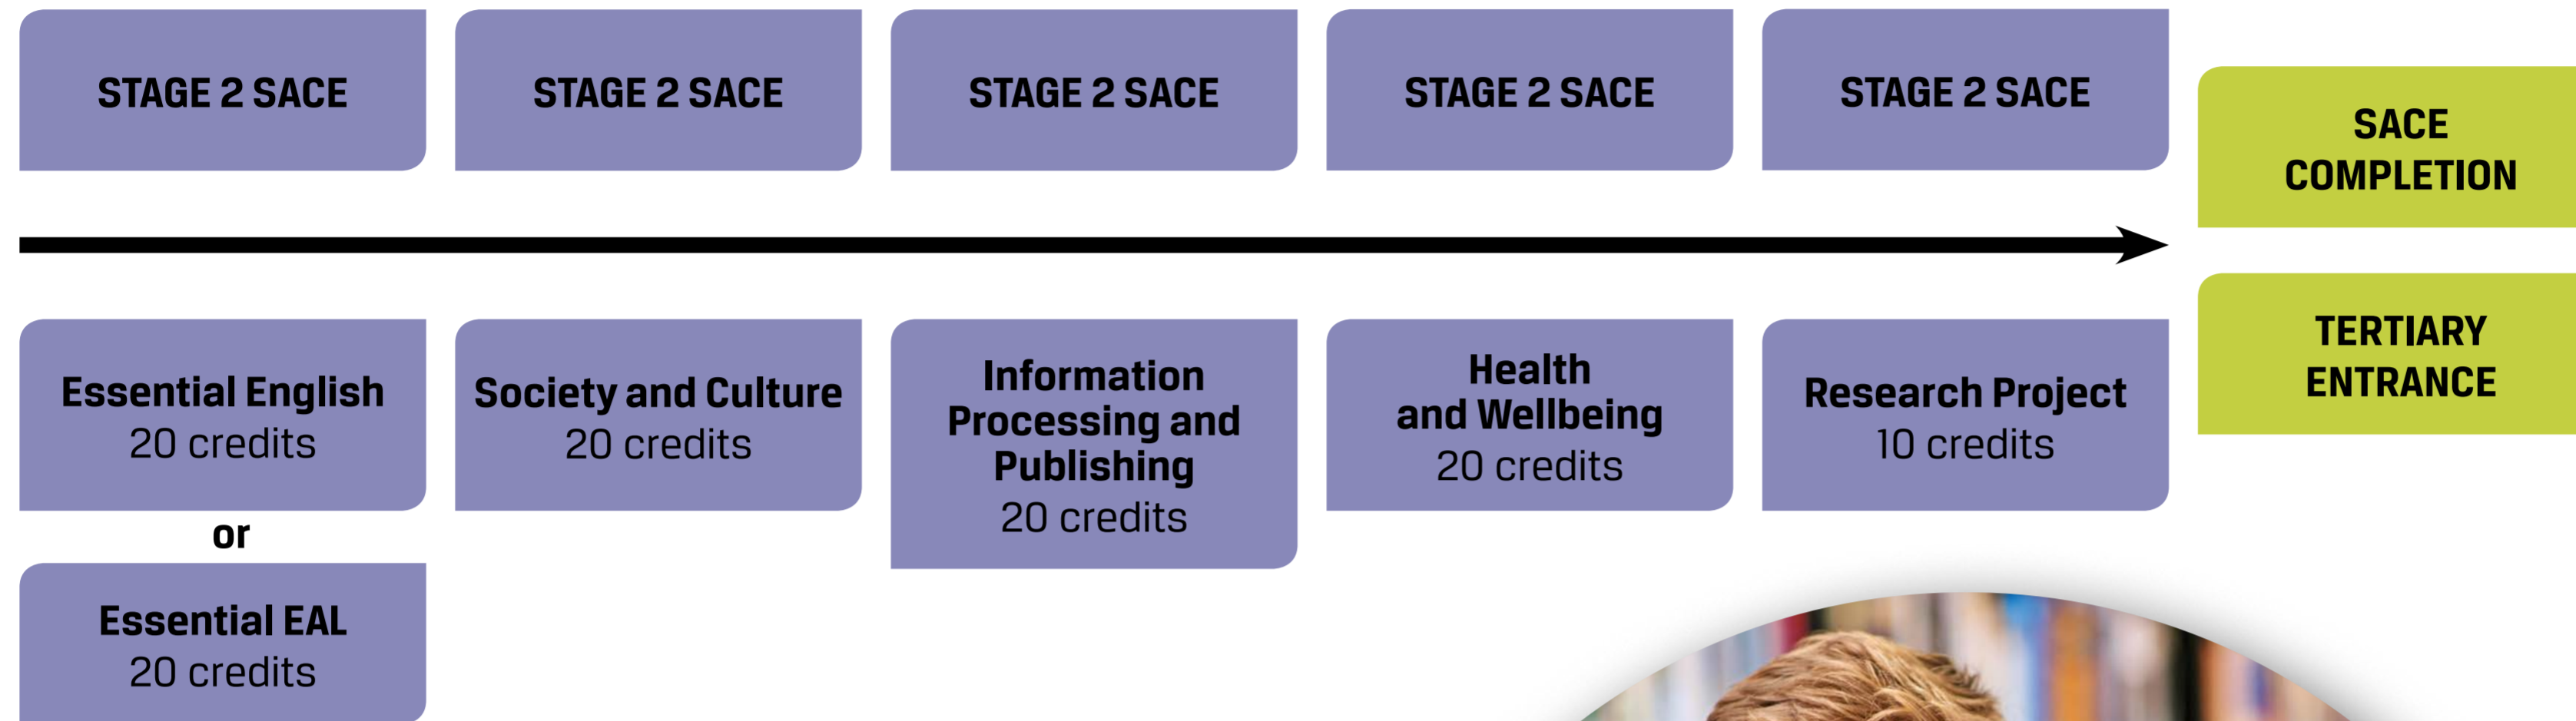 STAGE 2 SACE
STAGE 2 SACE
STAGE 2 SACE
STAGE 2 SACE
STAGE 2 SACE
SACE
COMPLETION
TERTIARY
ENTRANCE
Essential English
20 credits
or
Essential EAL
20 credits
Society and Culture
20 credits
Information
Processing and
Publishing
20 credits
Health
and Wellbeing
20 credits
Research Project
10 credits